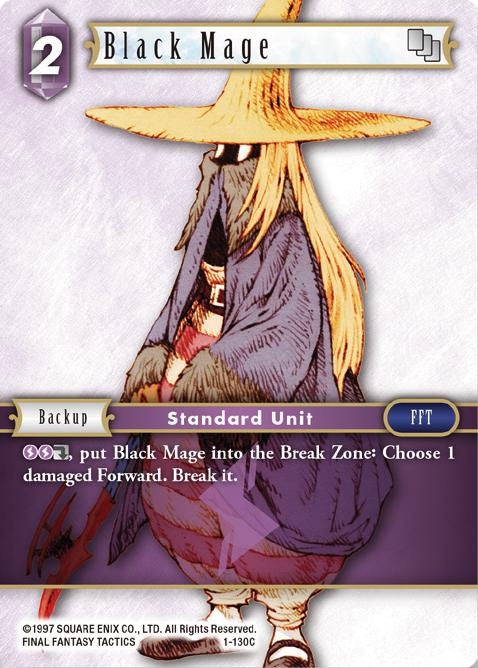 2
Black Mage
Backup
Standard Unit
FFT
, put Black Mage into the Break Zone: Choose 1
damaged Forward. Break it.
©1997 SQUARE ENIX CO., LTD. All Rights Reserved.
FINAL FANTASY TACTICS
1-130C